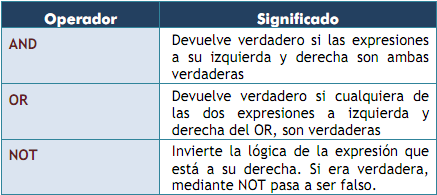 Operador Significado
AND
Devuelve verdadero si las expresiones
a su izquierda y derecha son ambas
verdaderas
OR
Devuelve verdadero si cualquiera de
las dos expresiones a izquierda y
derecha del OR, son verdaderas
NOT
Invierte la lógica de la expresión que
está a su derecha. Si era verdadera,
mediante NOT pasa a ser falso.